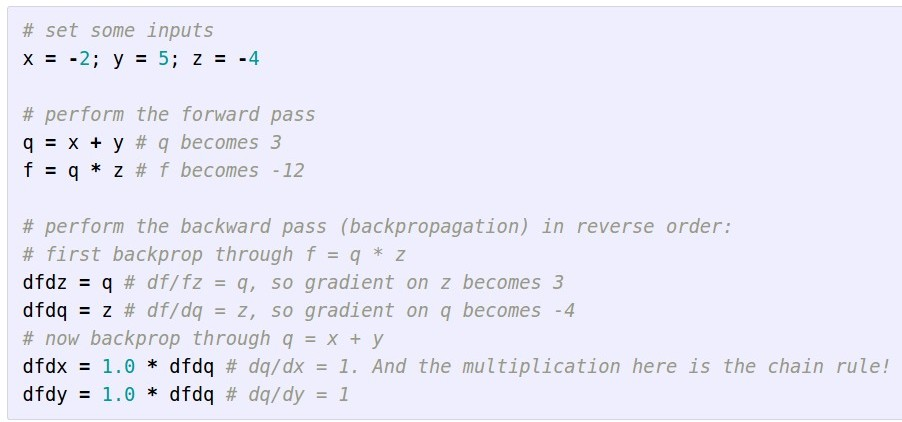 # set some inputs
x = -2; y = 5; z = -4
# perform the forward pass
q = x + y # q becomes 3
f = q * z # f becomes -12
# perform the backward pass (backpropagation) in reverse order:
# first backprop through f = q * z
dfdz = q # df/fz = q, so gradient on z becomes 3
dfdq = z # df/dq = z, so gradient on q becomes -4
# now backprop through q = x + y
dfdx = 1.0 * dfdq # dq/dx = 1. And the multiplication here is the chain rule!
dfdy = 1.0 * dfdq # dq/dy = 1